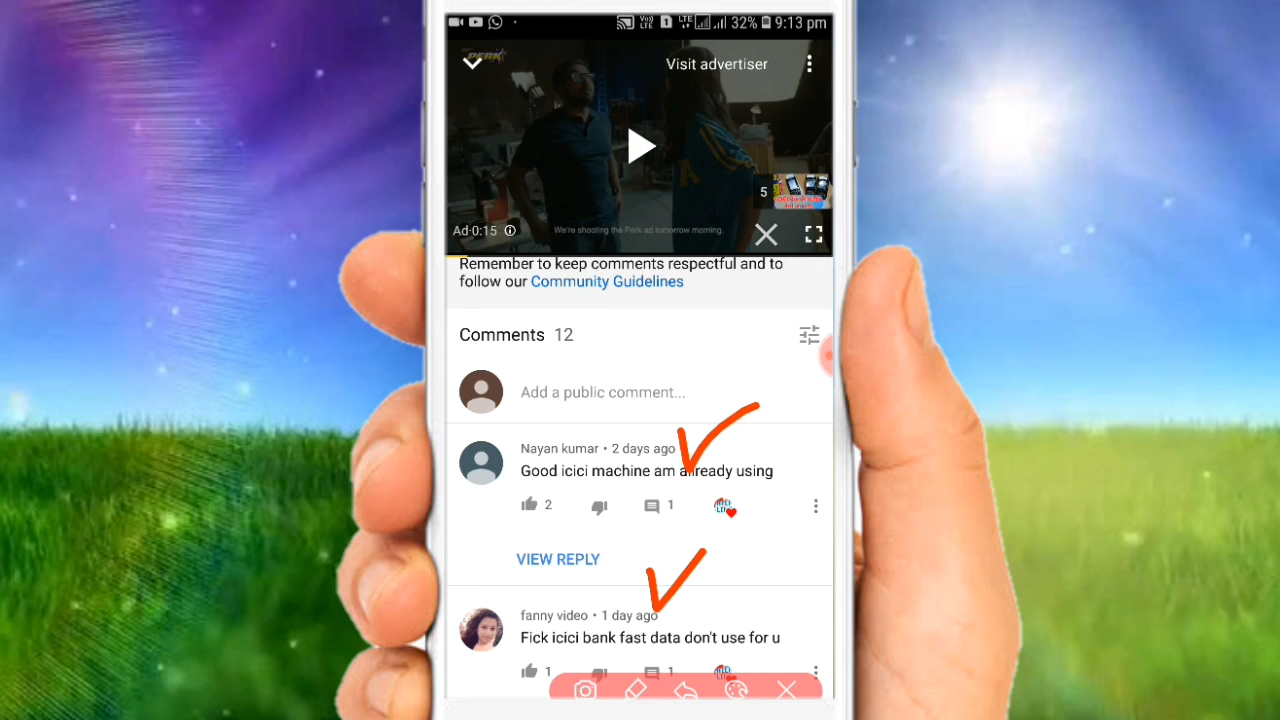 32% 9:13 pm
PERK
Visit advertiser
5
Ad·0:15
We're shooting the Perk ad tomorrow morning.
Remember to keep comments respectful and to
follow our Community Guidelines
Comments 12
Add a public comment...
Nayan kumar • 2 days ago
Good icici machine am already using
2
1
VIEW REPLY
fanny video • 1 day ago
Fick icici bank fast data don't use for u
1
1